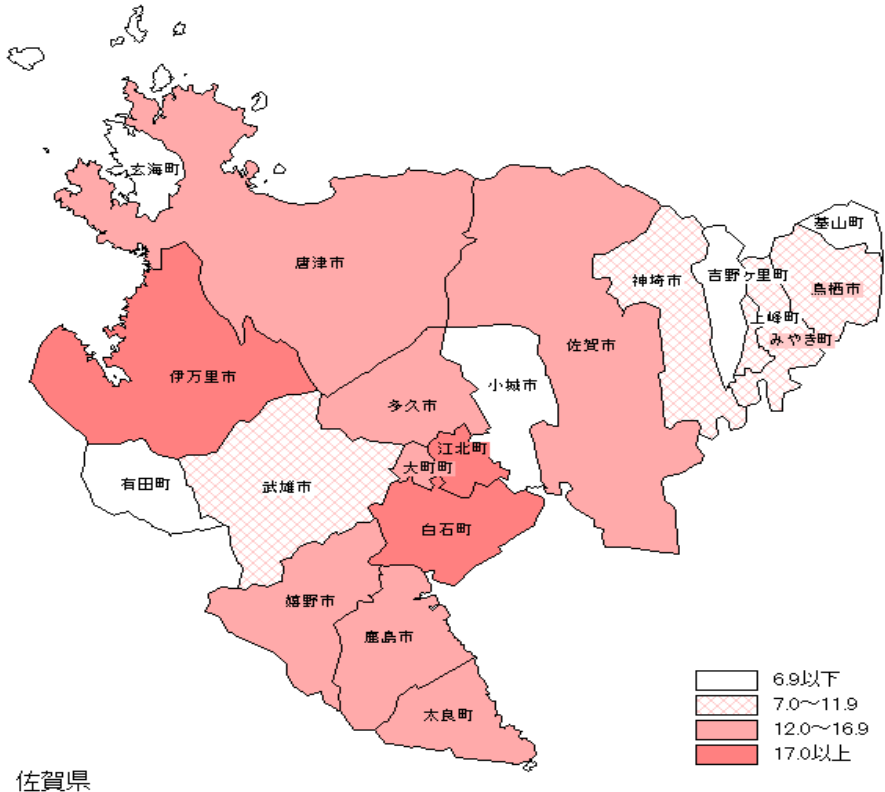 玄海町
基山町
神埼市
吉野ヶ里町
鳥栖市
唐津市
上峰町
みやき町
佐賀市
伊万里市
小城市
多久市
江北町
大町町
有田町
武雄市
白石町
嬉野市
鹿島市
太良町
6.9以下
7.0～11.9
12.0～16.9
17.0以上
佐賀県